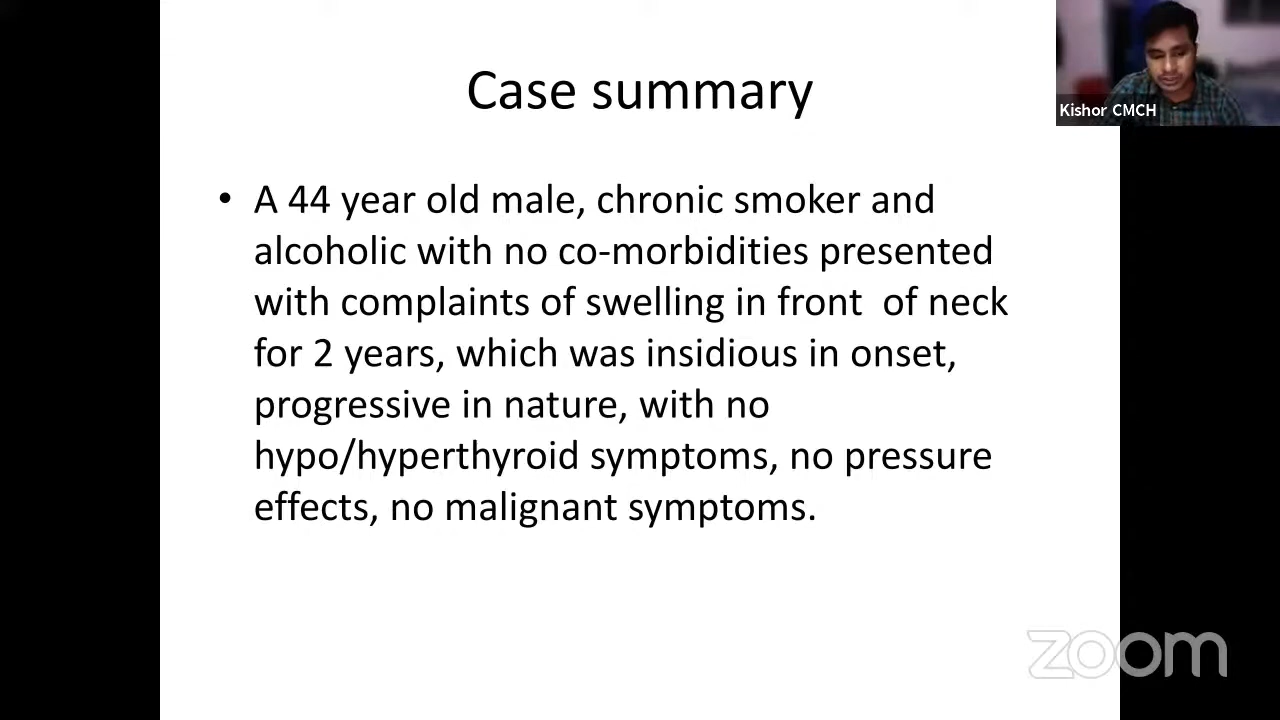 Case summary
Kishor CMCH
• A 44 year old male, chronic smoker and
alcoholic with no co-morbidities presented
with complaints of swelling in front  of neck
for 2 years, which was insidious in onset,
progressive in nature, with no
hypo/hyperthyroid symptoms, no pressure
effects, no malignant symptoms.
zoom